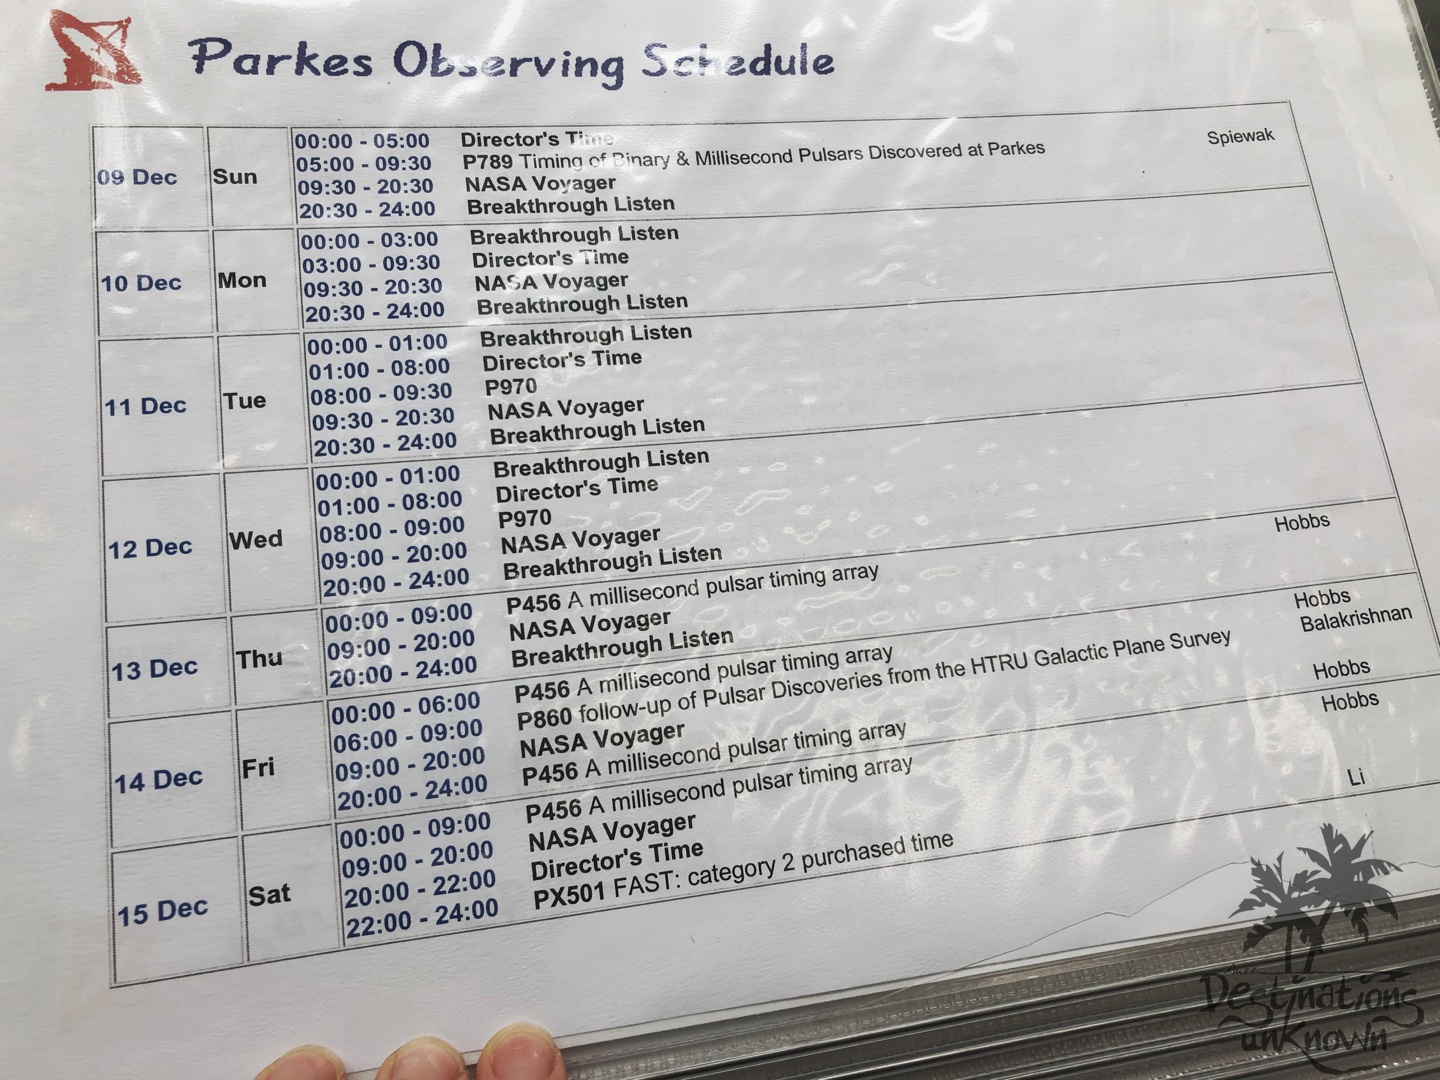 Parkes Observing Schedule
09 Dec Sun 00:00 - 05:00 Director's Time
05:00 - 09:30 P789 Timing of Binary & Millisecond Pulsars Discovered at Parkes Spiewak
09:30 - 20:30 NASA Voyager
20:30 - 24:00 Breakthrough Listen
10 Dec Mon 00:00 - 03:00 Breakthrough Listen
03:00 - 09:30 Director's Time
09:30 - 20:30 NASA Voyager
20:30 - 24:00 Breakthrough Listen
11 Dec Tue 00:00 - 01:00 Breakthrough Listen
01:00 - 08:00 Director's Time
08:00 - 09:30 P970
09:30 - 20:30 NASA Voyager
20:30 - 24:00 Breakthrough Listen
12 Dec Wed 00:00 - 01:00 Breakthrough Listen
01:00 - 08:00 Director's Time
08:00 - 09:00 P970
09:00 - 20:00 NASA Voyager
20:00 - 24:00 Breakthrough Listen
13 Dec Thu 00:00 - 09:00 P456 A millisecond pulsar timing array Hobbs
09:00 - 20:00 NASA Voyager
20:00 - 24:00 Breakthrough Listen
14 Dec Fri 00:00 - 06:00 P456 A millisecond pulsar timing array Hobbs
06:00 - 09:00 P860 follow-up of Pulsar Discoveries from the HTRU Galactic Plane Survey Balakrishnan
09:00 - 20:00 NASA Voyager
20:00 - 24:00 P456 A millisecond pulsar timing array Hobbs
15 Dec Sat 00:00 - 09:00 P456 A millisecond pulsar timing array Hobbs
09:00 - 20:00 NASA Voyager
20:00 - 22:00 Director's Time
22:00 - 24:00 PX501 FAST: category 2 purchased time Li
Destinations
unknown